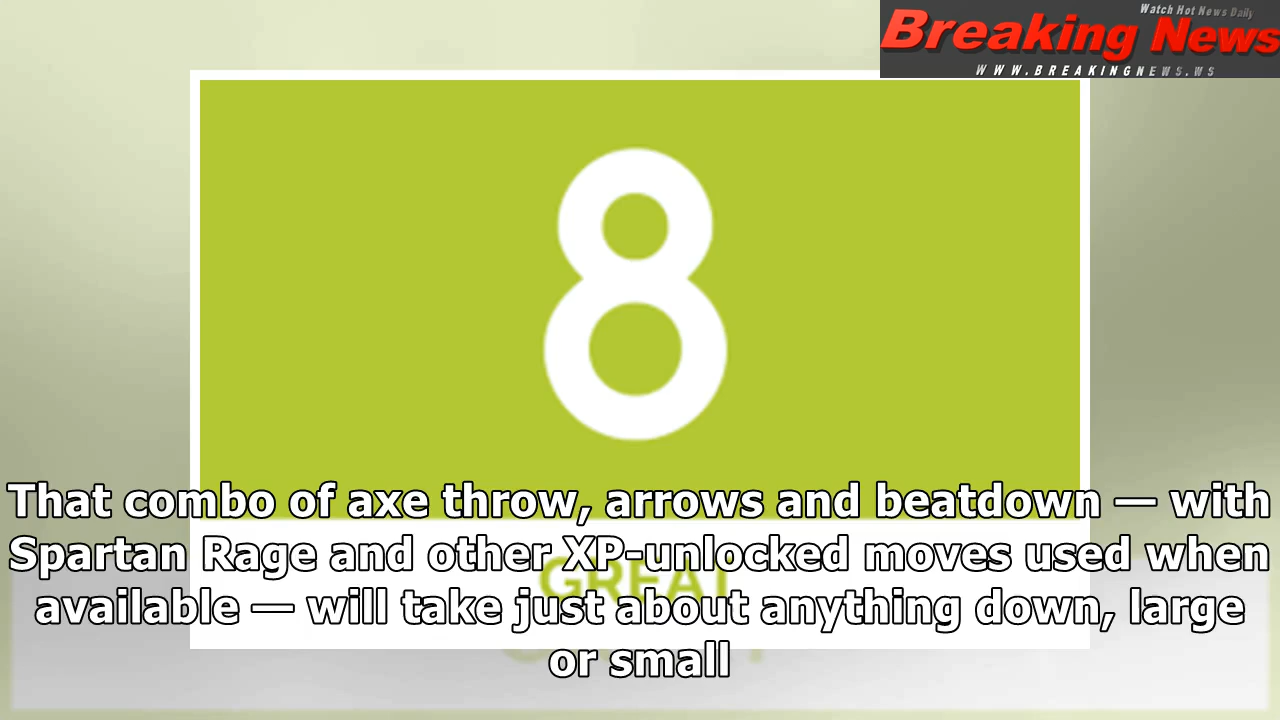 Watch Hot News Daily
Breaking News
WWW.BREAKINGNEWS.WS
8
That combo of axe throw, arrows and beatdown — with
Spartan Rage and other XP-unlocked moves used when
GREAT
available — will take just about anything down, large
or small